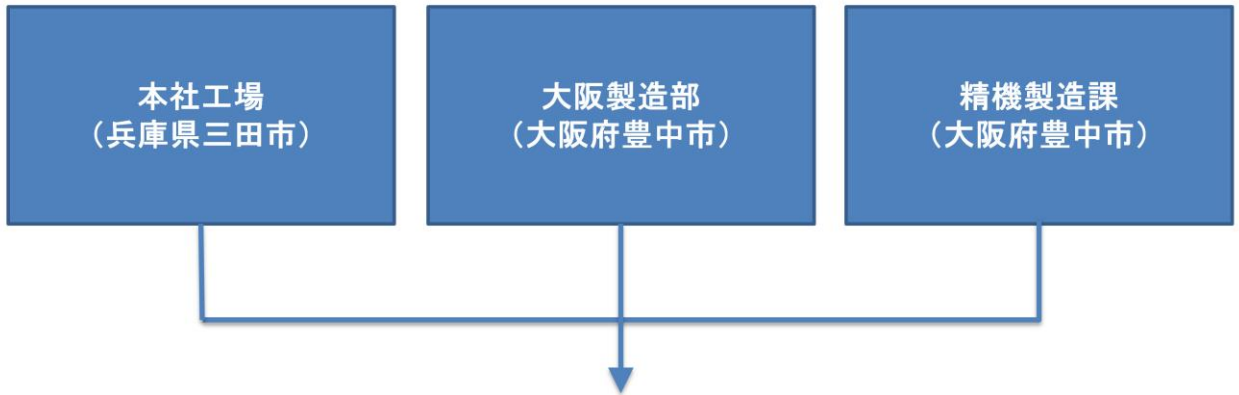 本社工場
（兵庫県三田市）
大阪製造部
（大阪府豊中市）
精機製造課
（大阪府豊中市）